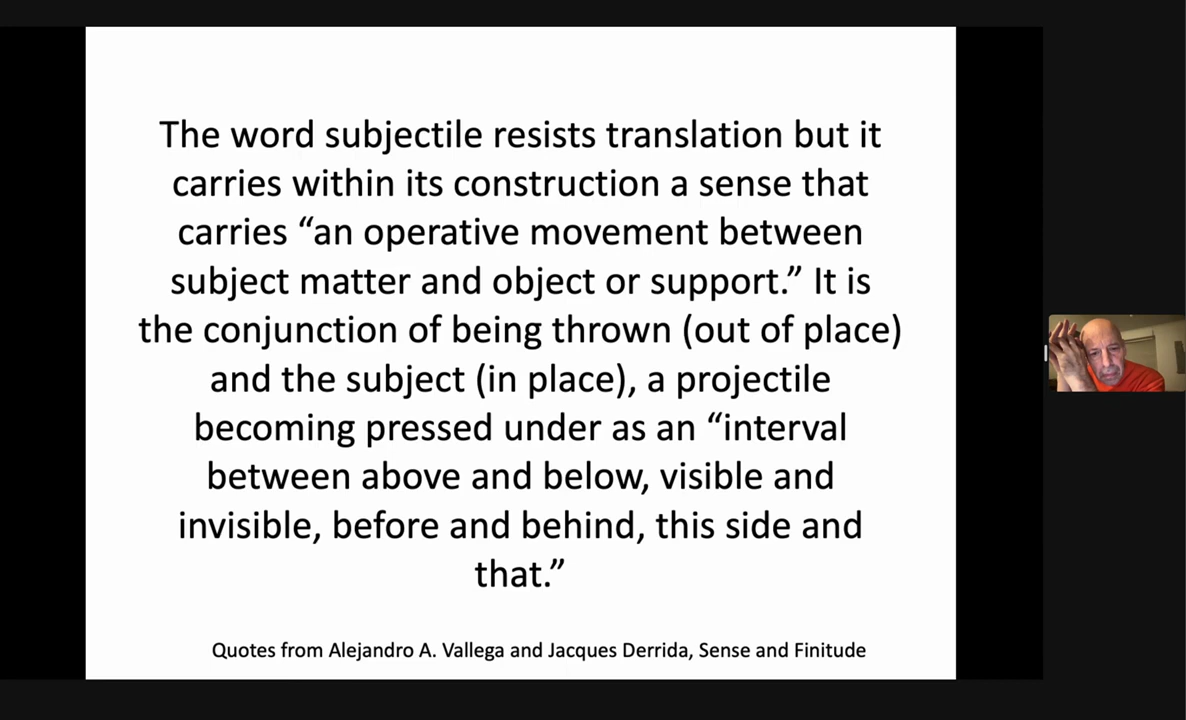 The word subjectile resists translation but it
carries within its construction a sense that
carries “an operative movement between
subject matter and object or support.” It is
the conjunction of being thrown (out of place)
and the subject (in place), a projectile
becoming pressed under as an “interval
between above and below, visible and
invisible, before and behind, this side and
that.”
Quotes from Alejandro A. Vallega and Jacques Derrida, Sense and Finitude